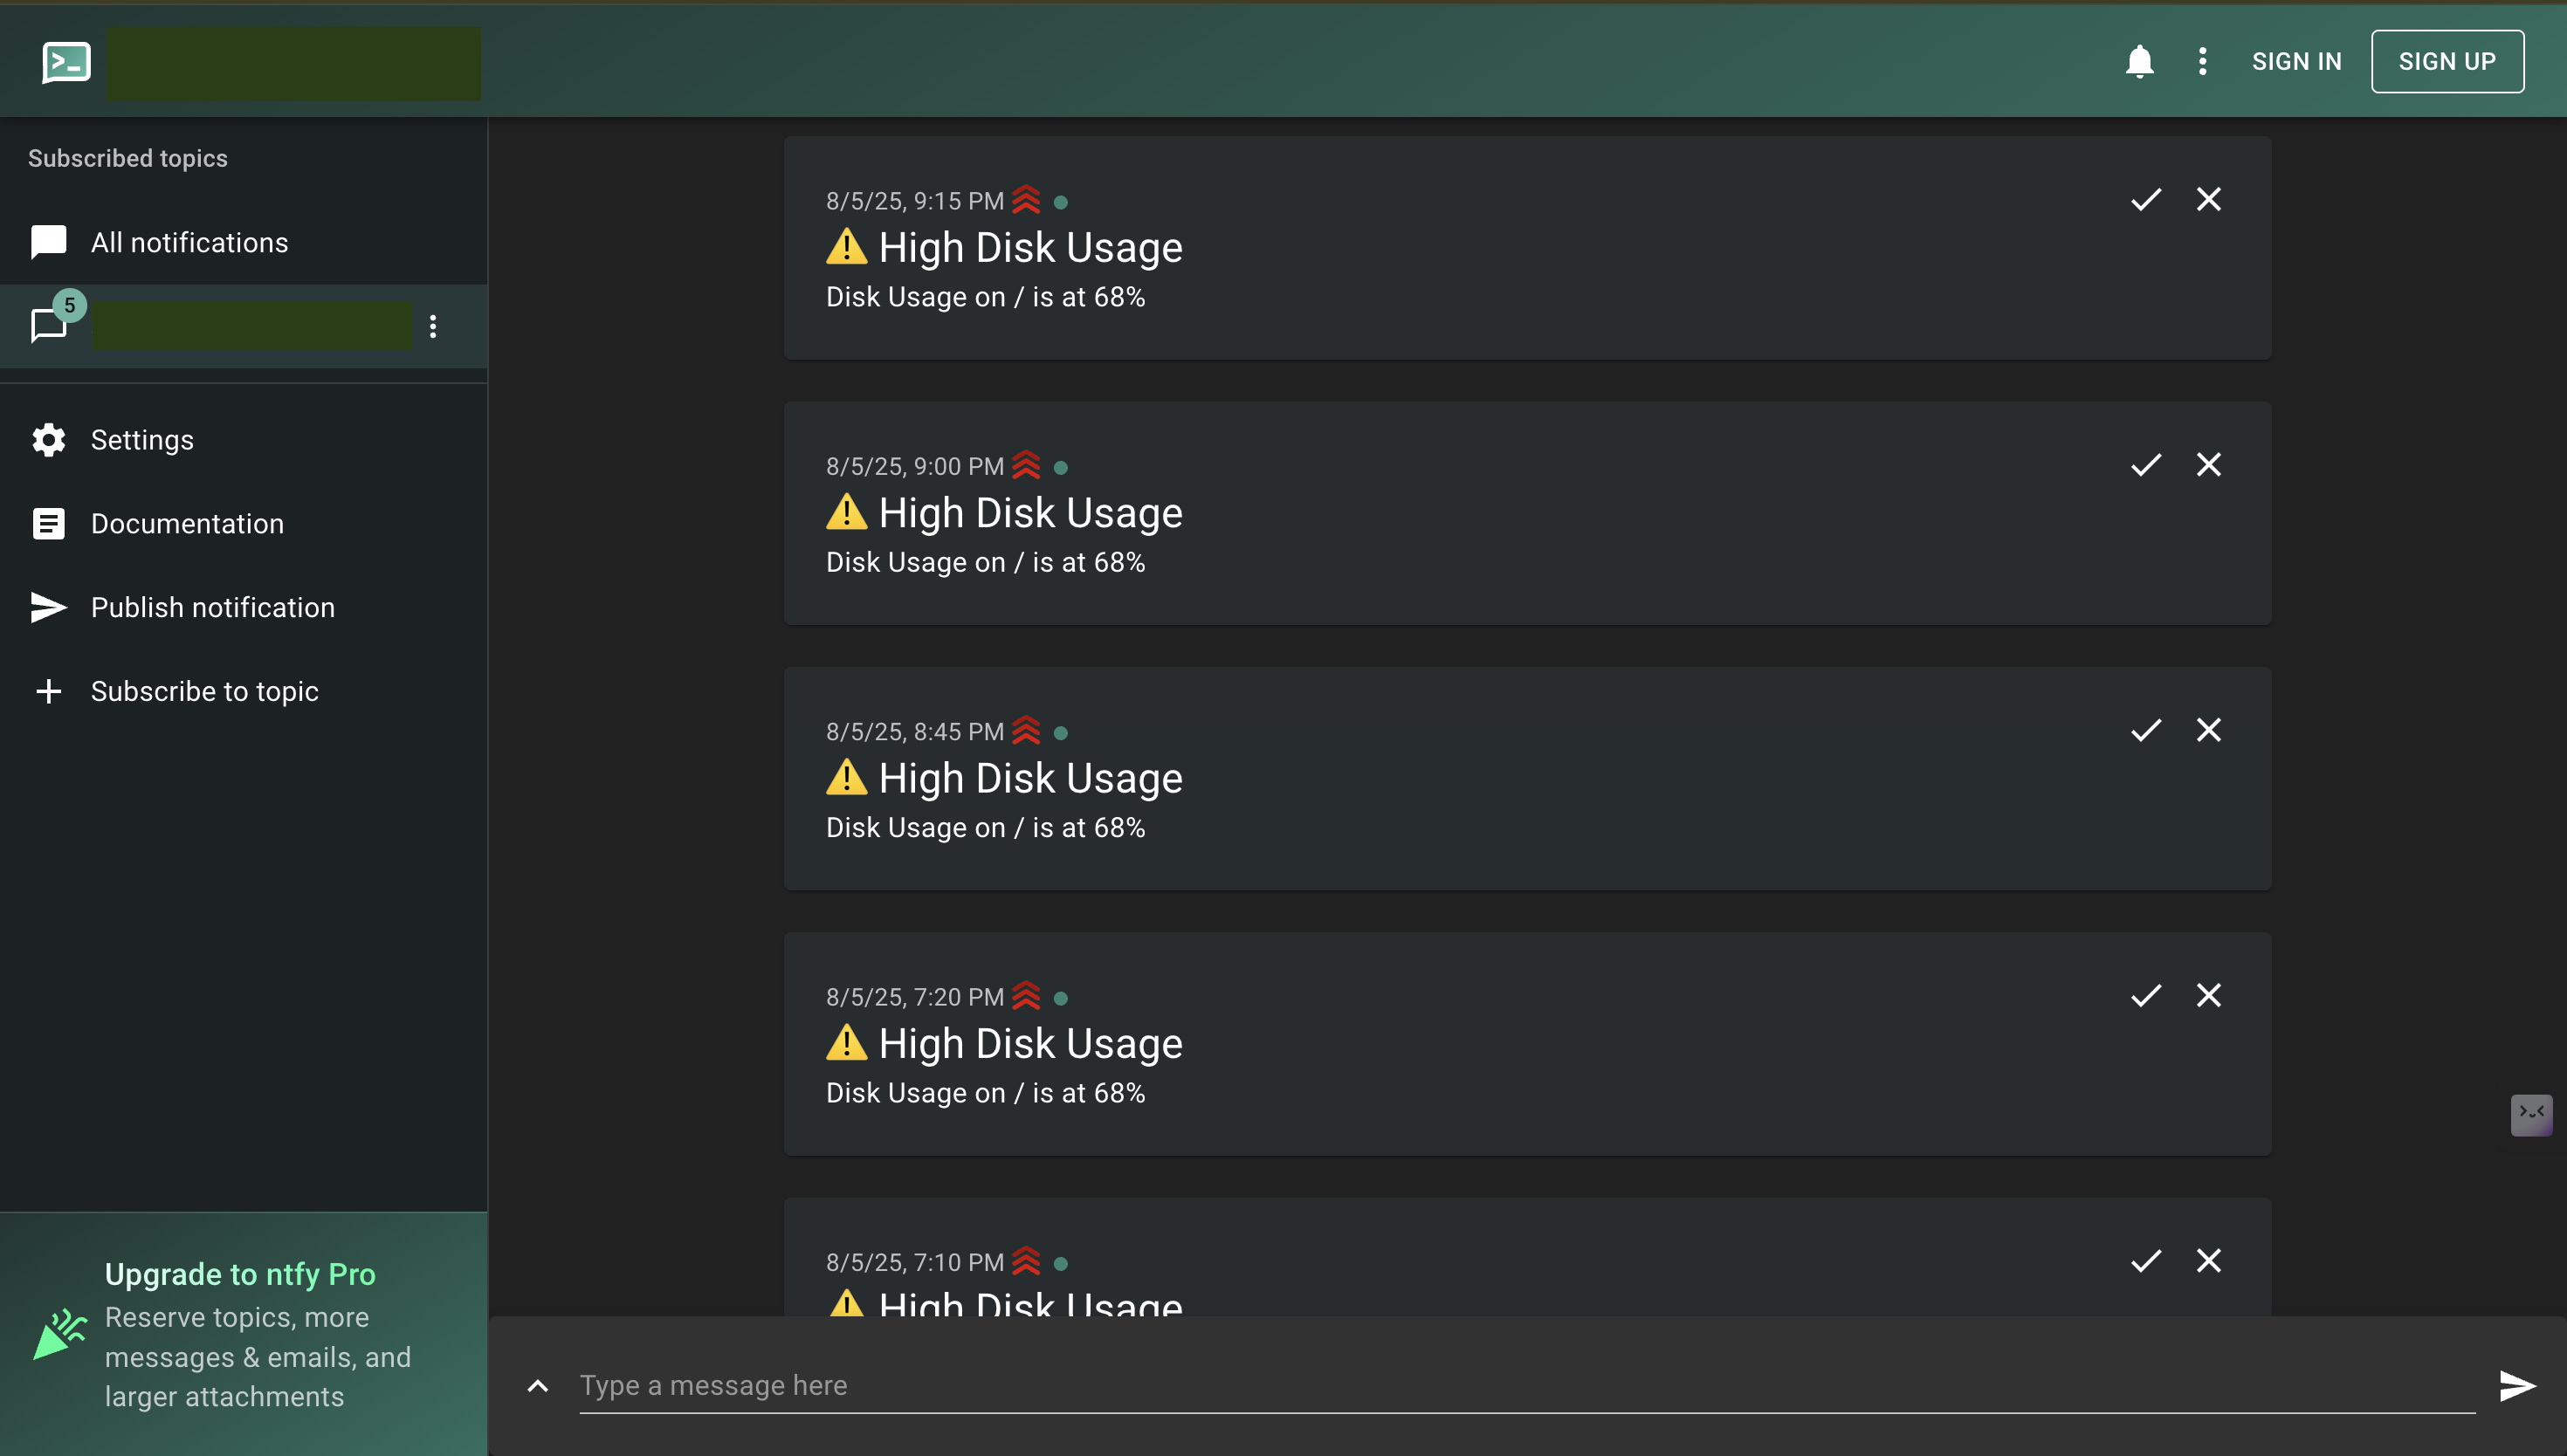 SIGN IN
SIGN UP
Subscribed topics
All notifications
5
Settings
Documentation
Publish notification
Subscribe to topic
Upgrade to ntfy Pro
Reserve topics, more
messages & emails, and
larger attachments
8/5/25, 9:15 PM
⚠️ High Disk Usage
Disk Usage on / is at 68%
8/5/25, 9:00 PM
⚠️ High Disk Usage
Disk Usage on / is at 68%
8/5/25, 8:45 PM
⚠️ High Disk Usage
Disk Usage on / is at 68%
8/5/25, 7:20 PM
⚠️ High Disk Usage
Disk Usage on / is at 68%
8/5/25, 7:10 PM
⚠️ High Disk Usage
Type a message here